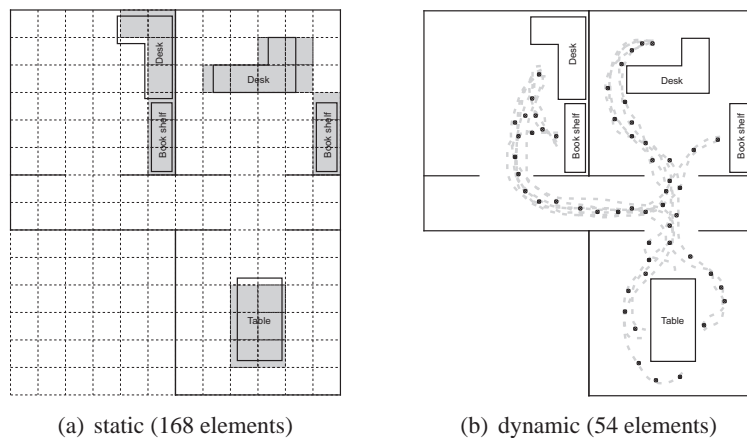 Desk
Desk
Book shelf
Book shelf
Table
Desk
Desk
Book shelf
Book shelf
Table
(a) static (168 elements)
(b) dynamic (54 elements)